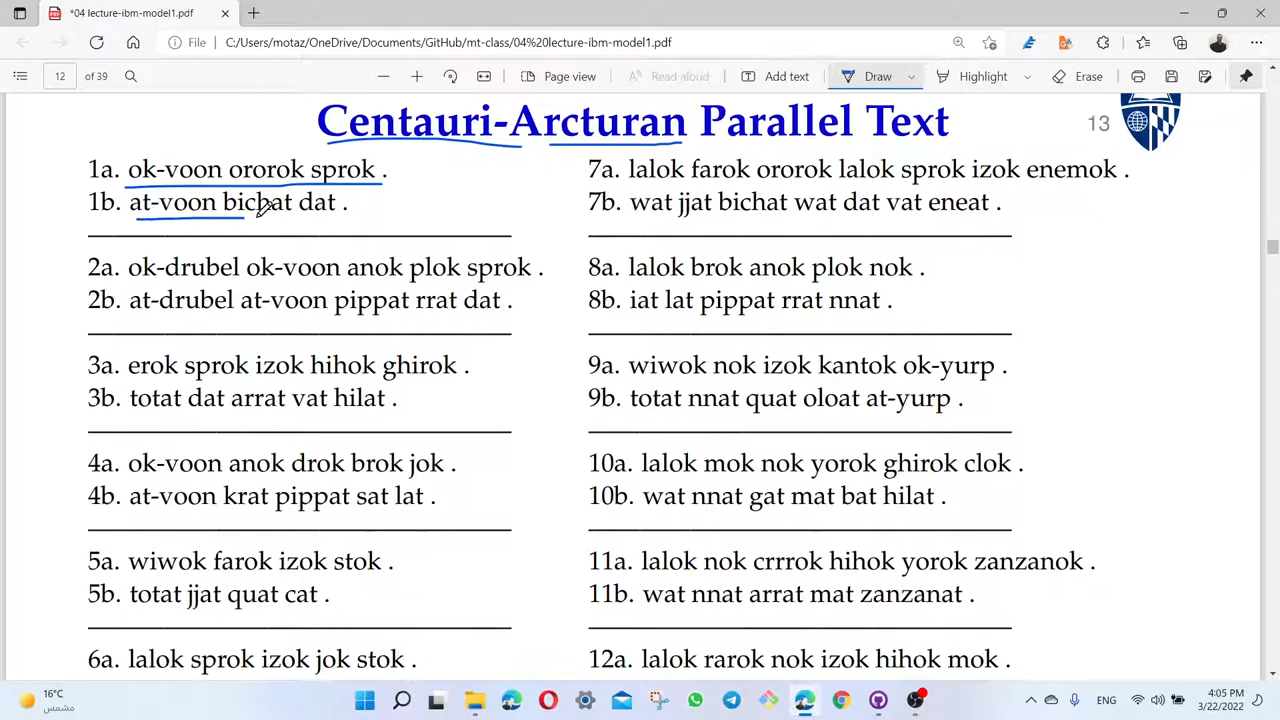 *04 lecture-ibm-model1.pdf
File C:/Users/motaz/OneDrive/Documents/GitHub/mt-class/04%20lecture-ibm-model1.pdf
12 of 39 Page view Read aloud Add text Draw Highlight Erase
Centauri-Arcturan Parallel Text 13
1a. ok-voon ororok sprok .
1b. at-voon bichat dat .
2a. ok-drubel ok-voon anok plok sprok .
2b. at-drubel at-voon pippat rrat dat .
3a. erok sprok izok hihok ghirok .
3b. totat dat arrat vat hilat .
4a. ok-voon anok drok brok jok .
4b. at-voon krat pippat sat lat .
5a. wiwok farok izok stok .
5b. totat jjat quat cat .
6a. lalok sprok izok jok stok .
7a. lalok farok ororok lalok sprok izok enemok .
7b. wat jjat bichat wat dat vat eneat .
8a. lalok brok anok plok nok .
8b. iat lat pippat rrat nnat .
9a. wiwok nok izok kantok ok-yurp .
9b. totat nnat quat oloat at-yurp .
10a. lalok mok nok yorok ghirok clok .
10b. wat nnat gat mat bat hilat .
11a. lalok nok crrrok hihok yorok zanzanok .
11b. wat nnat arrat mat zanzanat .
12a. lalok rarok nok izok hihok mok .
16°C
مشمس
ENG
4:05 PM
3/22/2022